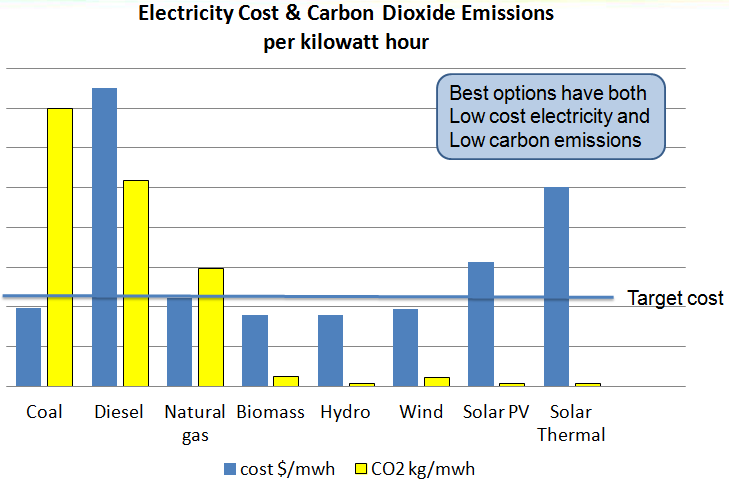 Electricity Cost & Carbon Dioxide Emissions
per kilowatt hour
Best options have both
Low cost electricity and
Low carbon emissions
Target cost
Coal Diesel Natural Biomass Hydro Wind Solar PV Solar
gas Thermal
cost $/mwh CO2 kg/mwh